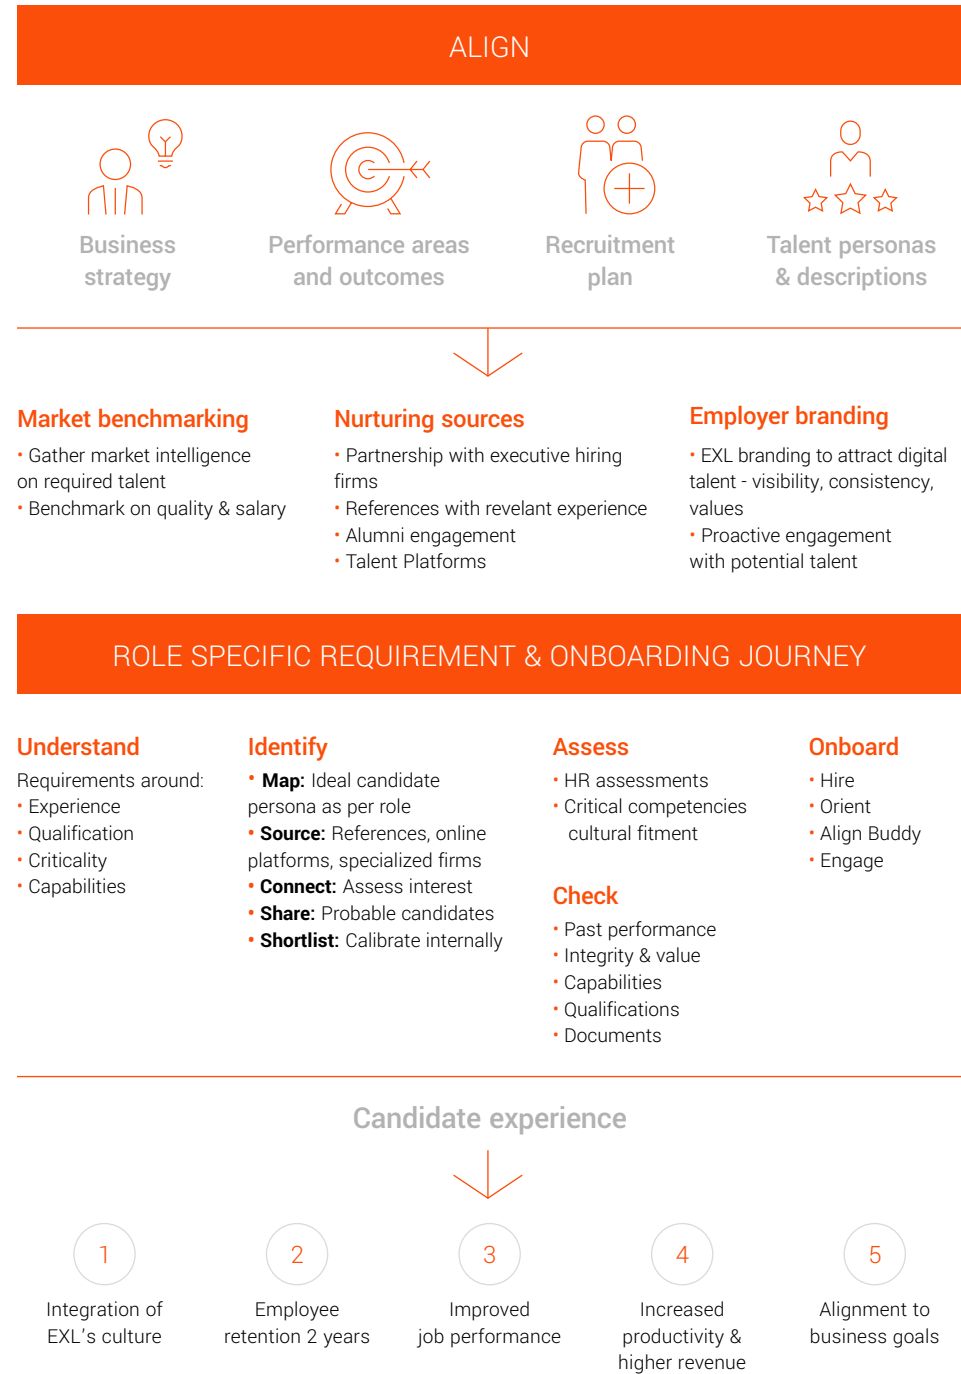 ALIGN
Business
strategy
Performance areas
and outcomes
Recruitment
plan
Talent personas
& descriptions
Market benchmarking
• Gather market intelligence
on required talent
• Benchmark on quality & salary
Nurturing sources
• Partnership with executive hiring
firms
• References with revelant experience
• Alumni engagement
• Talent Platforms
Employer branding
• EXL branding to attract digital
talent - visibility, consistency,
values
• Proactive engagement
with potential talent
ROLE SPECIFIC REQUIREMENT & ONBOARDING JOURNEY
Understand
Requirements around:
• Experience
• Qualification
• Criticality
• Capabilities
Identify
• Map: Ideal candidate
persona as per role
• Source: References, online
platforms, specialized firms
• Connect: Assess interest
• Share: Probable candidates
• Shortlist: Calibrate internally
Assess
• HR assessments
• Critical competencies
cultural fitment
Check
• Past performance
• Integrity & value
• Capabilities
• Qualifications
• Documents
Onboard
• Hire
• Orient
• Align Buddy
• Engage
Candidate experience
1
Integration of
EXL's culture
2
Employee
retention 2 years
3
Improved
job performance
4
Increased
productivity &
higher revenue
5
Alignment to
business goals